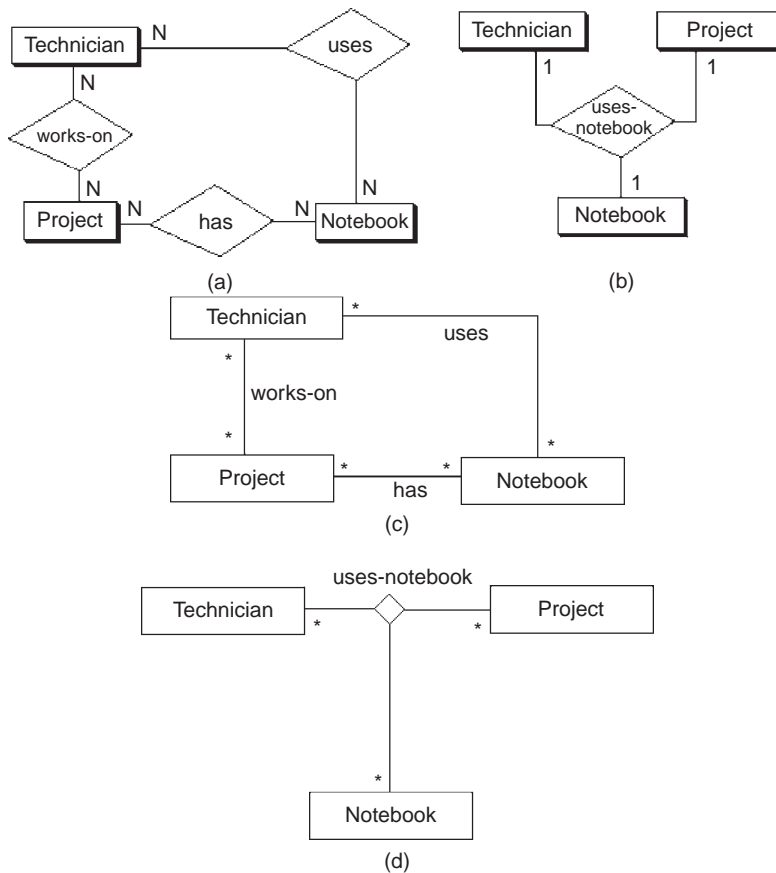 Technician N
uses
N
works-on
N N
Project N has N Notebook
(a)
Technician Project
1 1
uses-
notebook
1
Notebook
(b)
Technician *
uses
*
works-on
* *
Project * * Notebook
has
(c)
uses-notebook
Technician Project
* *
*
Notebook
(d)